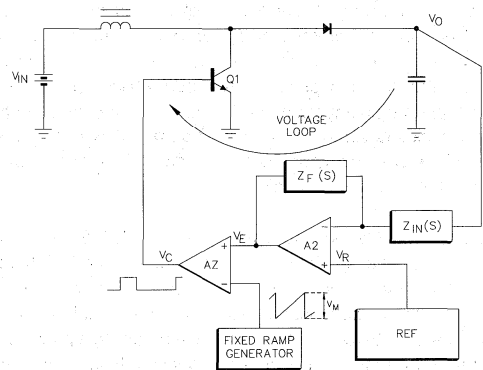 V_O
V_IN
Q1
VOLTAGE
LOOP
Z_F (S)
Z_IN(S)
V_C
AZ
+
−
V_E
A2
−
+
V_R
V_M
FIXED RAMP
GENERATOR
REF